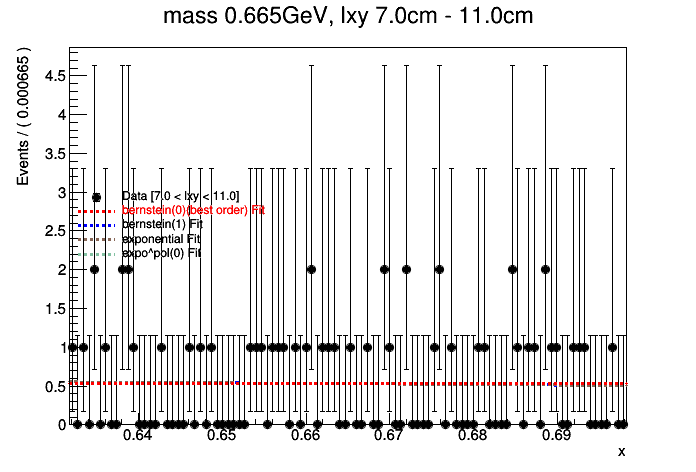 mass 0.665GeV, lxy 7.0cm - 11.0cm
Events / ( 0.000665 )
4.5
4
3.5
3
2.5
2
1.5
1
0.5
0
Data [7.0 < lxy < 11.0]
bernstein(0)(best order) Fit
bernstein(1) Fit
exponential Fit
expo^pol(0) Fit
0.64
0.65
0.66
0.67
0.68
0.69
x